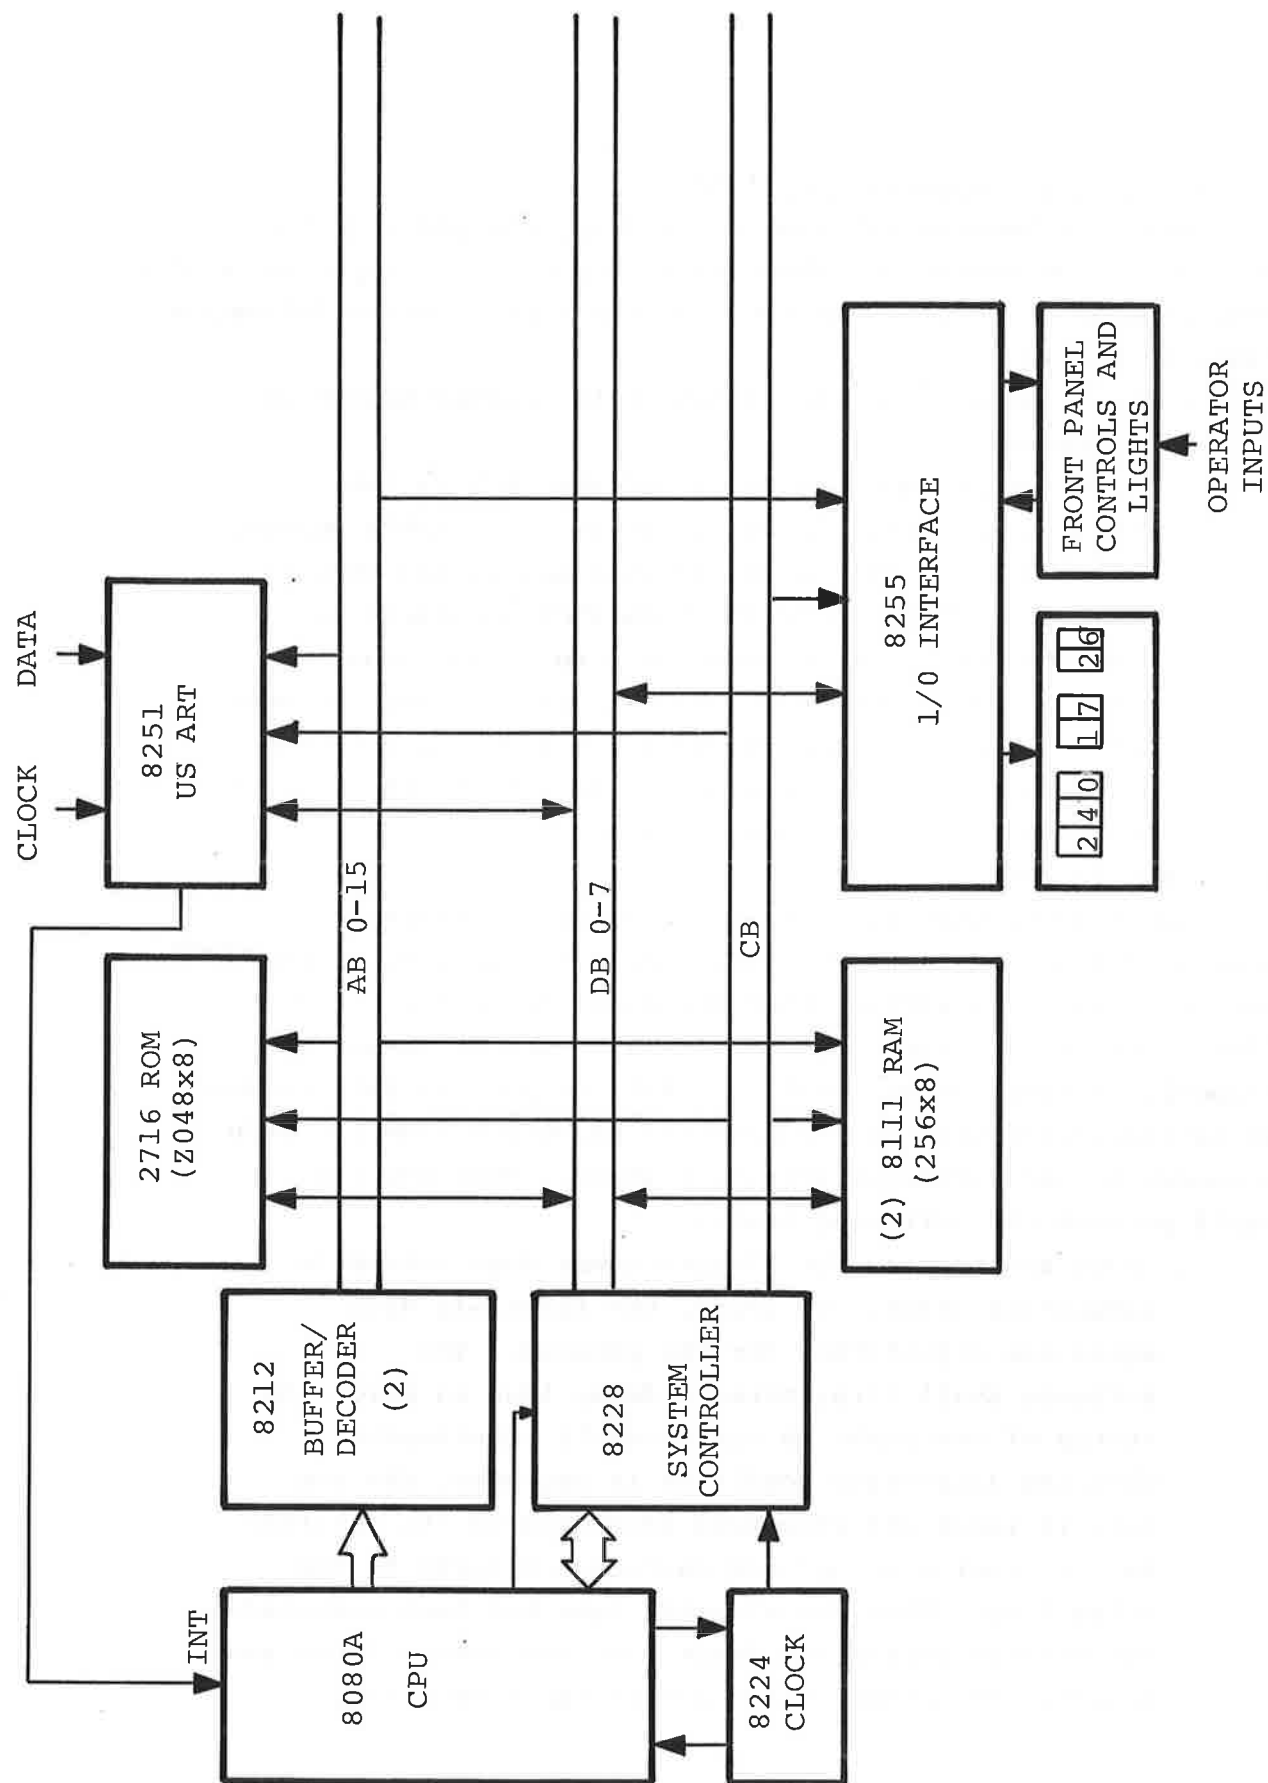 CLOCK
DATA
INT
8080A
CPU
8224
CLOCK
8212
BUFFER/
DECODER
(2)
8228
SYSTEM
CONTROLLER
2716 ROM
(Z048x8)
8251
US ART
AB 0-15
DB 0-7
CB
(2) 8111 RAM
(256x8)
8255
1/0 INTERFACE
2 4 0 1 7 2 6
FRONT PANEL
CONTROLS AND
LIGHTS
OPERATOR
INPUTS